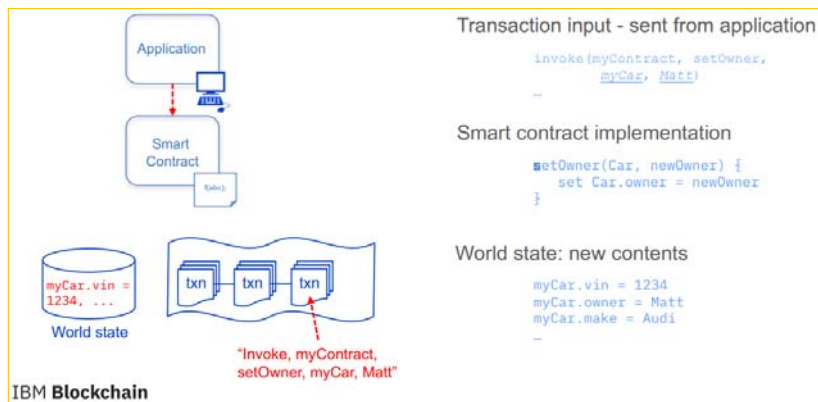 Application
Smart
Contract
f(abc);
myCar.vin =
1234, ...
World state
txn
txn
txn
"Invoke, myContract,
setOwner, myCar, Matt"
IBM Blockchain
Transaction input - sent from application
invoke(myContract, setOwner,
myCar, Matt)
…
Smart contract implementation
setOwner(Car, newOwner) {
set Car.owner = newOwner
}
World state: new contents
myCar.vin = 1234
myCar.owner = Matt
myCar.make = Audi
…